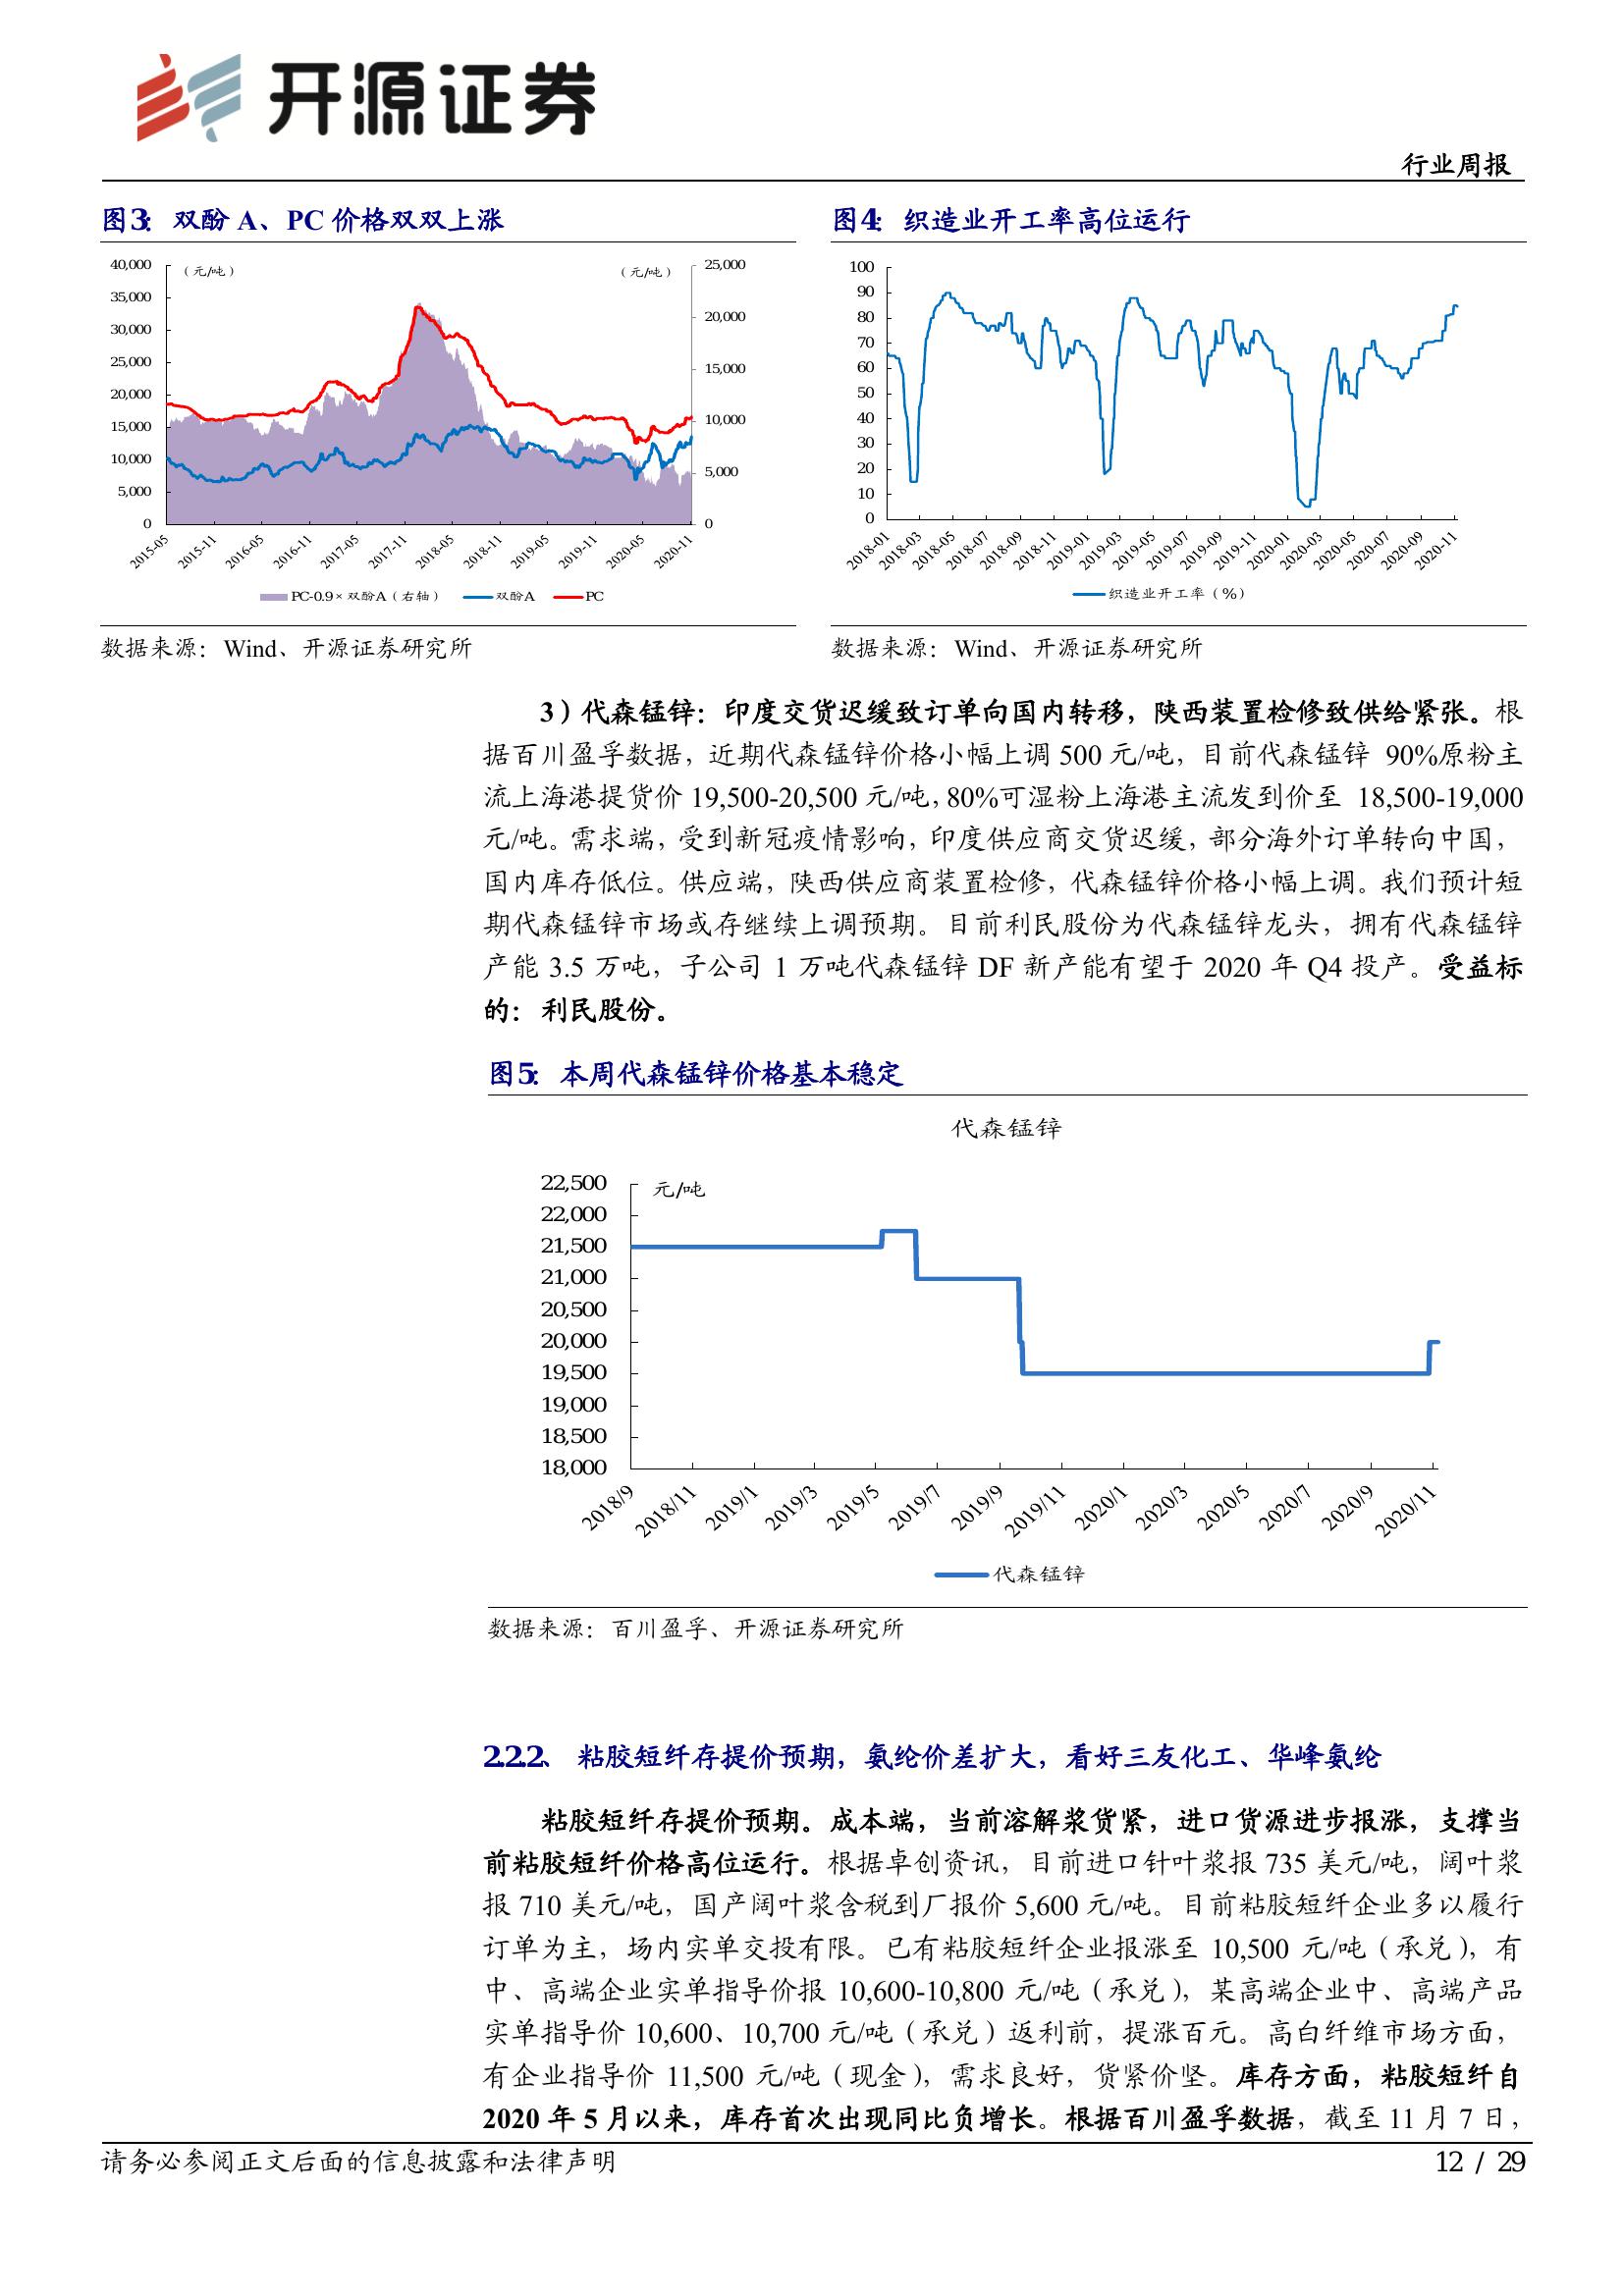 开源证券
行业周报
图3： 双酚 A、PC 价格双双上涨
40,000
35,000
30,000
25,000
20,000
15,000
10,000
5,000
0
（元/吨）
（元/吨）
25,000
20,000
15,000
10,000
5,000
0
2015-05
2015-11
2016-05
2016-11
2017-05
2017-11
2018-05
2018-11
2019-05
2019-11
2020-05
2020-11
PC-0.9×双酚A（右轴） 双酚A PC
数据来源：Wind、开源证券研究所
图4： 织造业开工率高位运行
100
90
80
70
60
50
40
30
20
10
0
2018-01
2018-03
2018-05
2018-07
2018-09
2018-11
2019-01
2019-03
2019-05
2019-07
2019-09
2019-11
2020-01
2020-03
2020-05
2020-07
2020-09
2020-11
织造业开工率（%）
数据来源：Wind、开源证券研究所
3）代森锰锌：印度交货迟缓致订单向国内转移，陕西装置检修致供给紧张。根
据百川盈孚数据，近期代森锰锌价格小幅上调 500 元/吨，目前代森锰锌 90%原粉主
流上海港提货价 19,500-20,500 元/吨，80%可湿粉上海港主流发到价至 18,500-19,000
元/吨。需求端，受到新冠疫情影响，印度供应商交货迟缓，部分海外订单转向中国，
国内库存低位。供应端，陕西供应商装置检修，代森锰锌价格小幅上调。我们预计短
期代森锰锌市场或存继续上调预期。目前利民股份为代森锰锌龙头，拥有代森锰锌
产能 3.5 万吨，子公司 1 万吨代森锰锌 DF 新产能有望于 2020 年 Q4 投产。受益标
的：利民股份。
图5： 本周代森锰锌价格基本稳定
代森锰锌
22,500
22,000
21,500
21,000
20,500
20,000
19,500
19,000
18,500
18,000
元/吨
2018/9
2018/11
2019/1
2019/3
2019/5
2019/7
2019/9
2019/11
2020/1
2020/3
2020/5
2020/7
2020/9
2020/11
代森锰锌
数据来源：百川盈孚、开源证券研究所
2.2.2、 粘胶短纤存提价预期，氨纶价差扩大，看好三友化工、华峰氨纶
粘胶短纤存提价预期。成本端，当前溶解浆货紧，进口货源进步报涨，支撑当
前粘胶短纤价格高位运行。根据卓创资讯，目前进口针叶浆报 735 美元/吨，阔叶浆
报 710 美元/吨，国产阔叶浆含税到厂报价 5,600 元/吨。目前粘胶短纤企业多以履行
订单为主，场内实单交投有限。已有粘胶短纤企业报涨至 10,500 元/吨（承兑），有
中、高端企业实单指导价报 10,600-10,800 元/吨（承兑），某高端企业中、高端产品
实单指导价 10,600、10,700 元/吨（承兑）返利前，提涨百元。高白纤维市场方面，
有企业指导价 11,500 元/吨（现金），需求良好，货紧价坚。库存方面，粘胶短纤自
2020 年 5 月以来，库存首次出现同比负增长。根据百川盈孚数据，截至 11 月 7 日，
请务必参阅正文后面的信息披露和法律声明
12 / 29